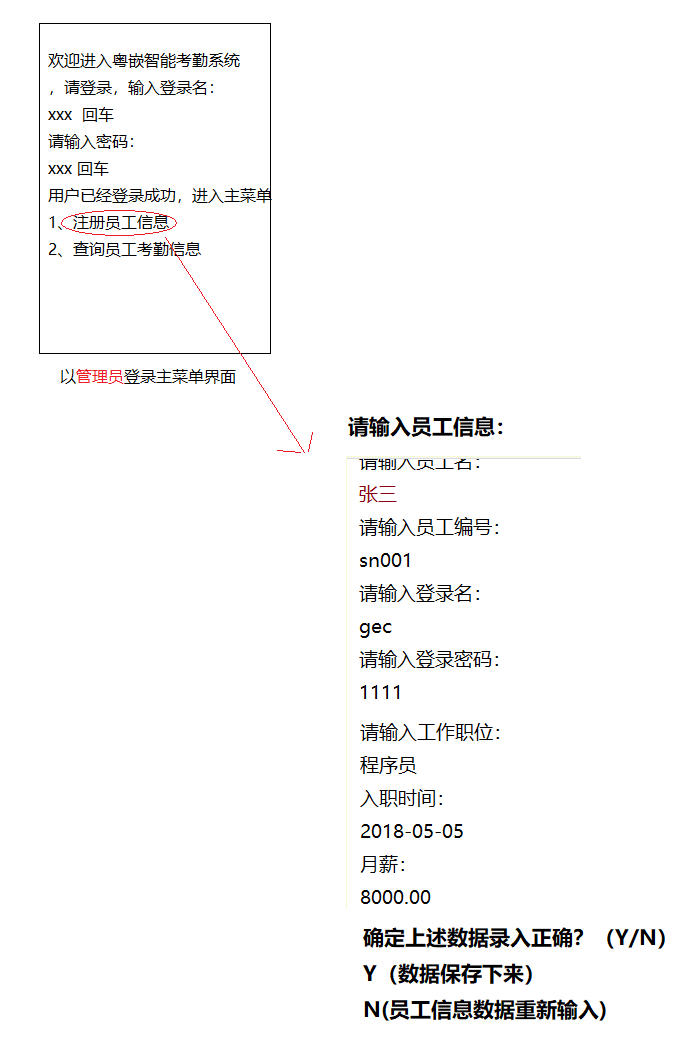 欢迎进入粤嵌智能考勤系统
，请登录，输入登录名：
xxx 回车
请输入密码：
xxx 回车
用户已经登录成功，进入主菜单
1、注册员工信息
2、查询员工考勤信息
以管理员登录主菜单界面
请输入员工信息：
请输入员工名：
张三
请输入员工编号：
sn001
请输入登录名：
gec
请输入登录密码：
1111
请输入工作职位：
程序员
入职时间：
2018-05-05
月薪：
8000.00
确定上述数据录入正确？（Y/N）
Y（数据保存下来）
N(员工信息数据重新输入)